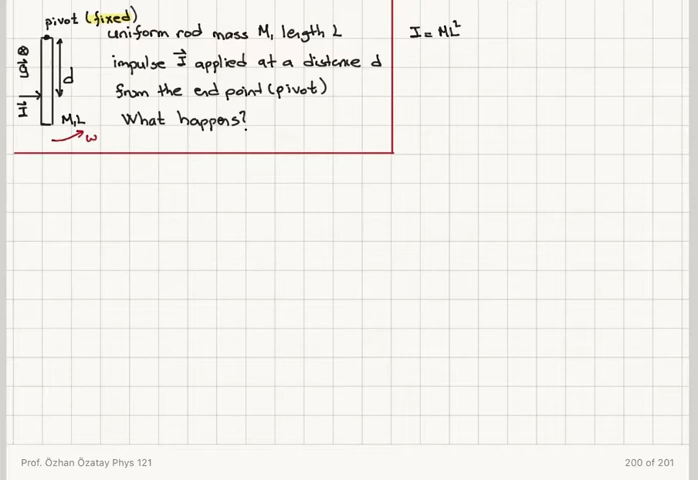 pivot (fixed)
uniform rod mass M, length L
I = ML²
⊗ g⃗
d
impulse I⃗ applied at a distance d
from the end point (pivot)
I⃗
M,L
What happens?
ω
Prof. Özhan Özatay Phys 121
200 of 201